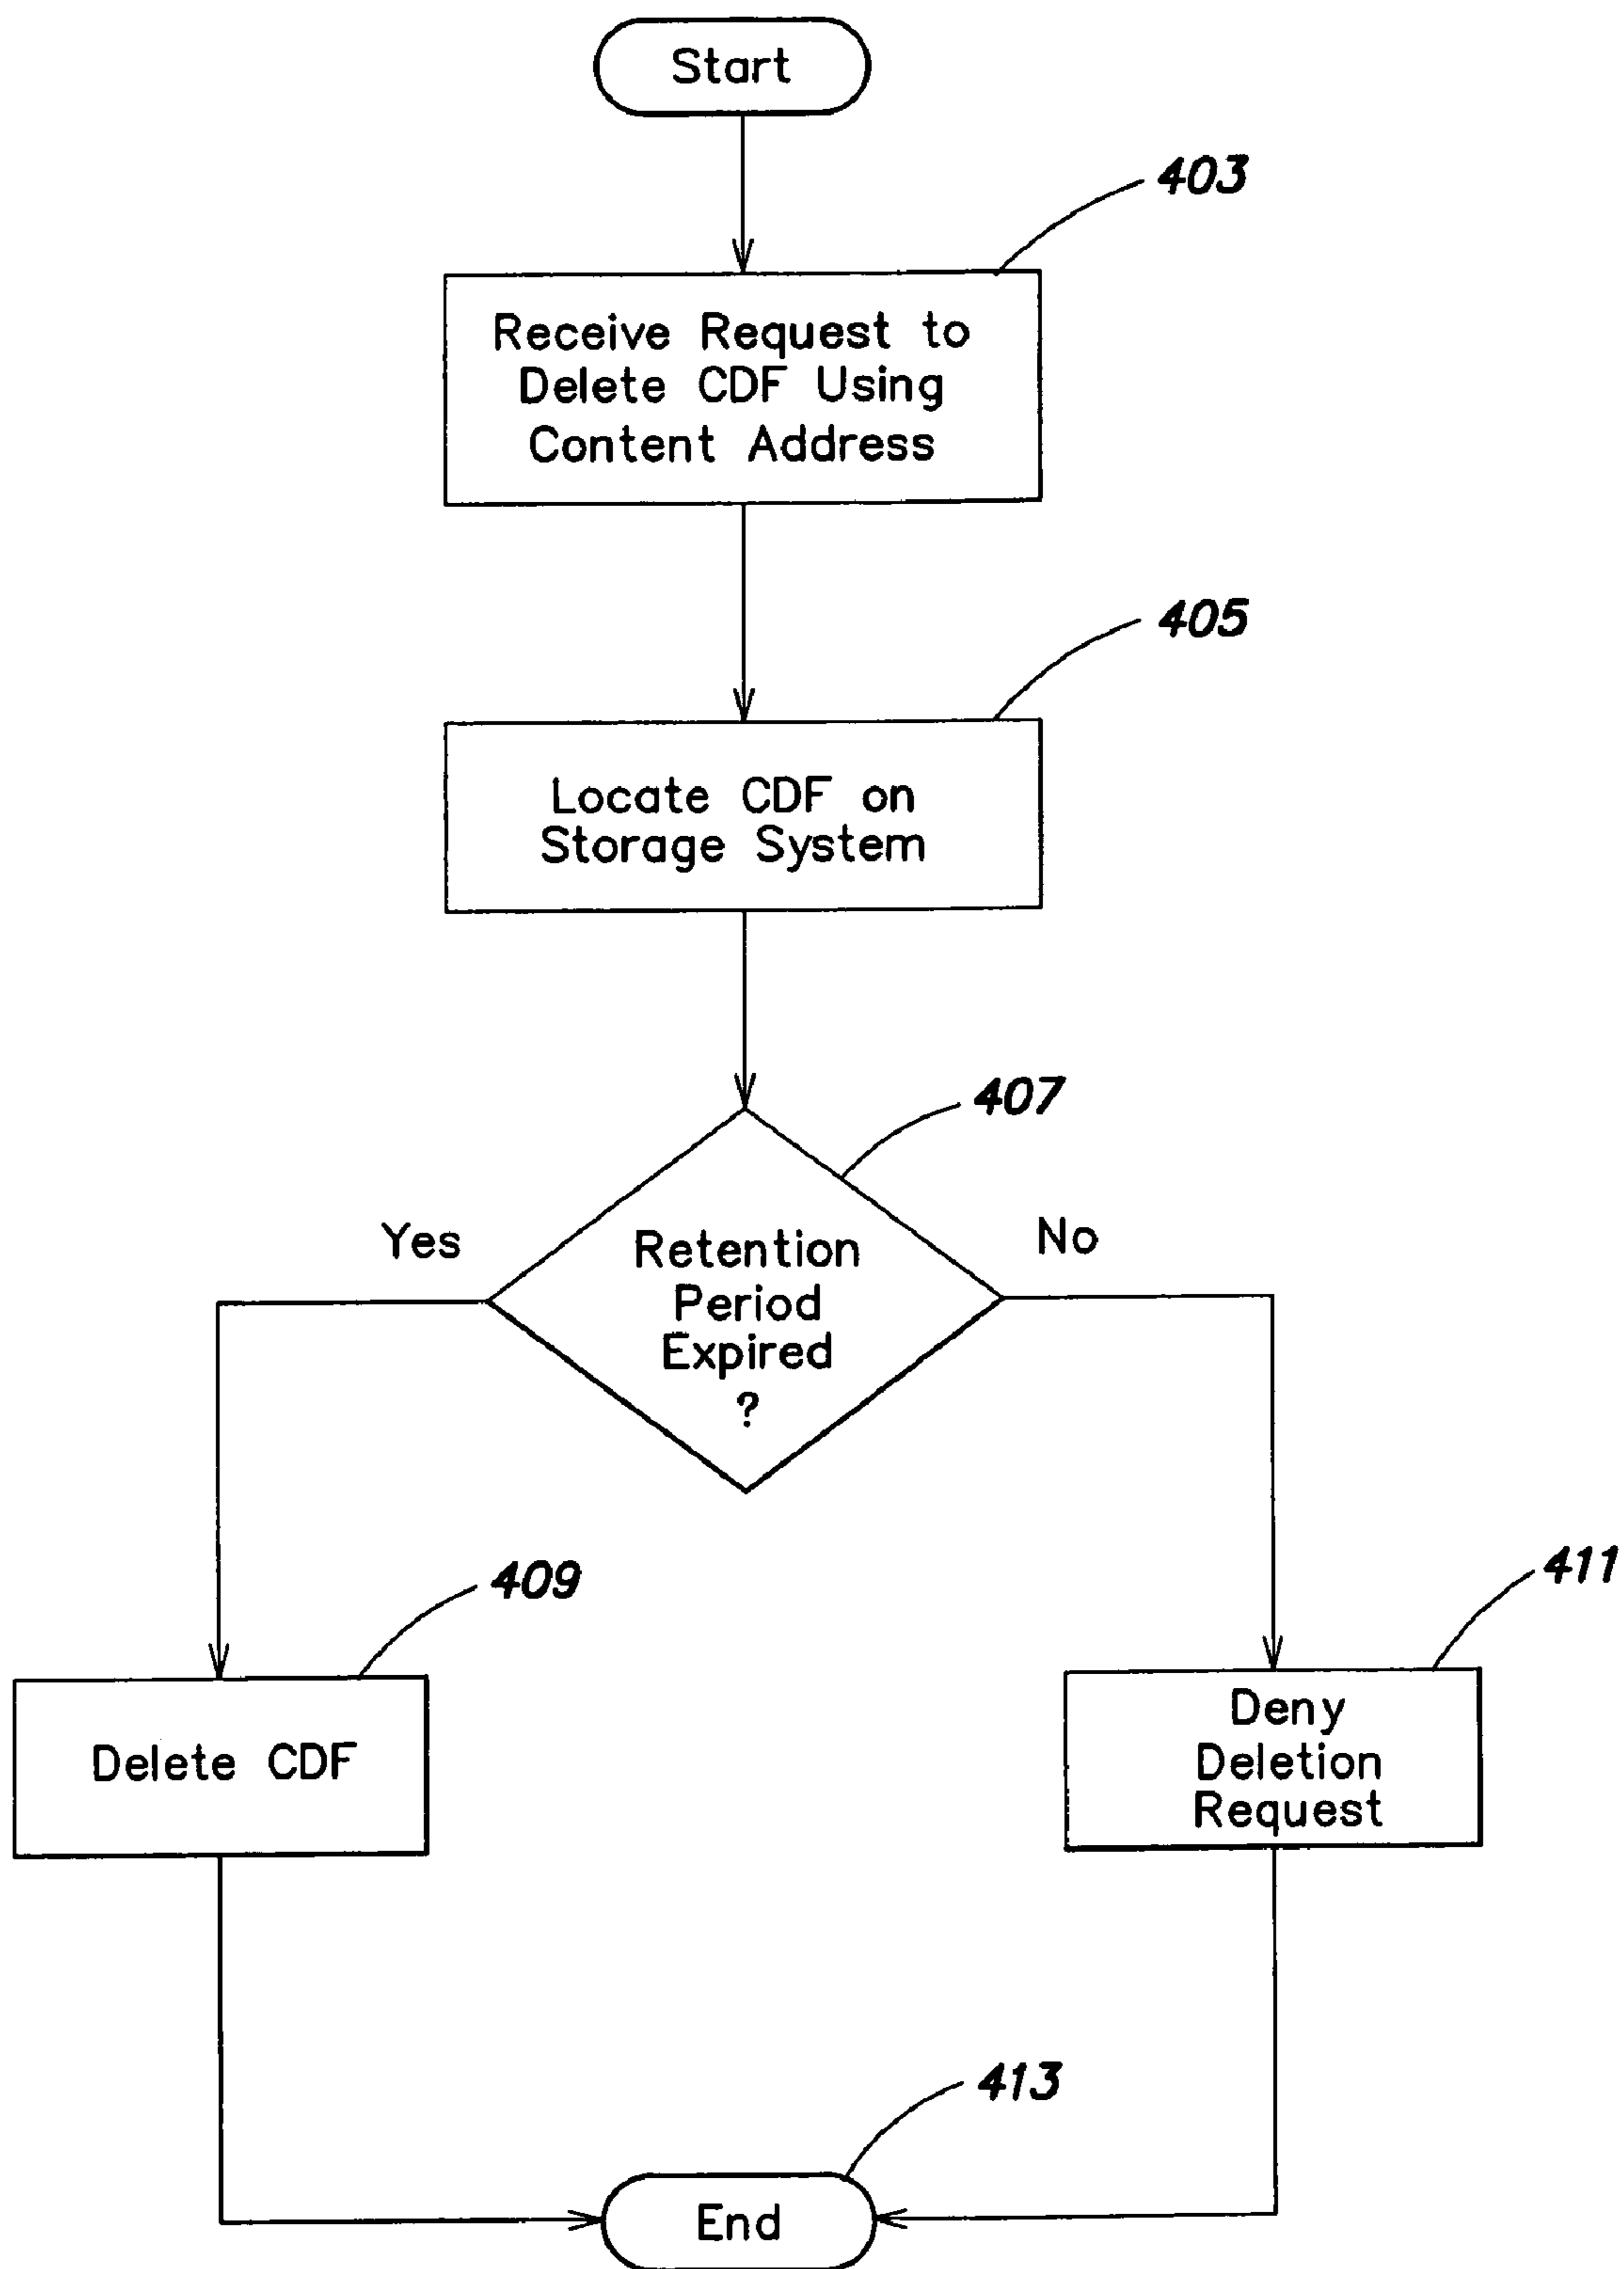 Start
403
Receive Request to
Delete CDF Using
Content Address
405
Locate CDF on
Storage System
407
Yes
No
Retention
Period
Expired
?
409
411
Delete CDF
Deny
Deletion
Request
413
End